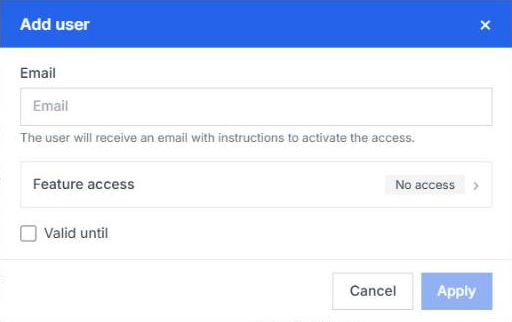 Add user
Email
Email
The user will receive an email with instructions to activate the access.
Feature access No access
Valid until
Cancel Apply